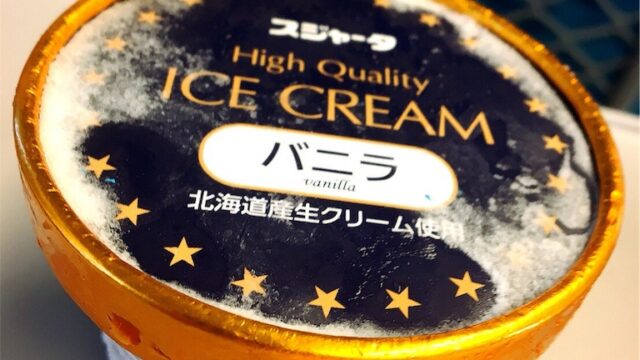 スジャータ
High Quality
ICE CREAM
バニラ
vanilla
北海道産生クリーム使用